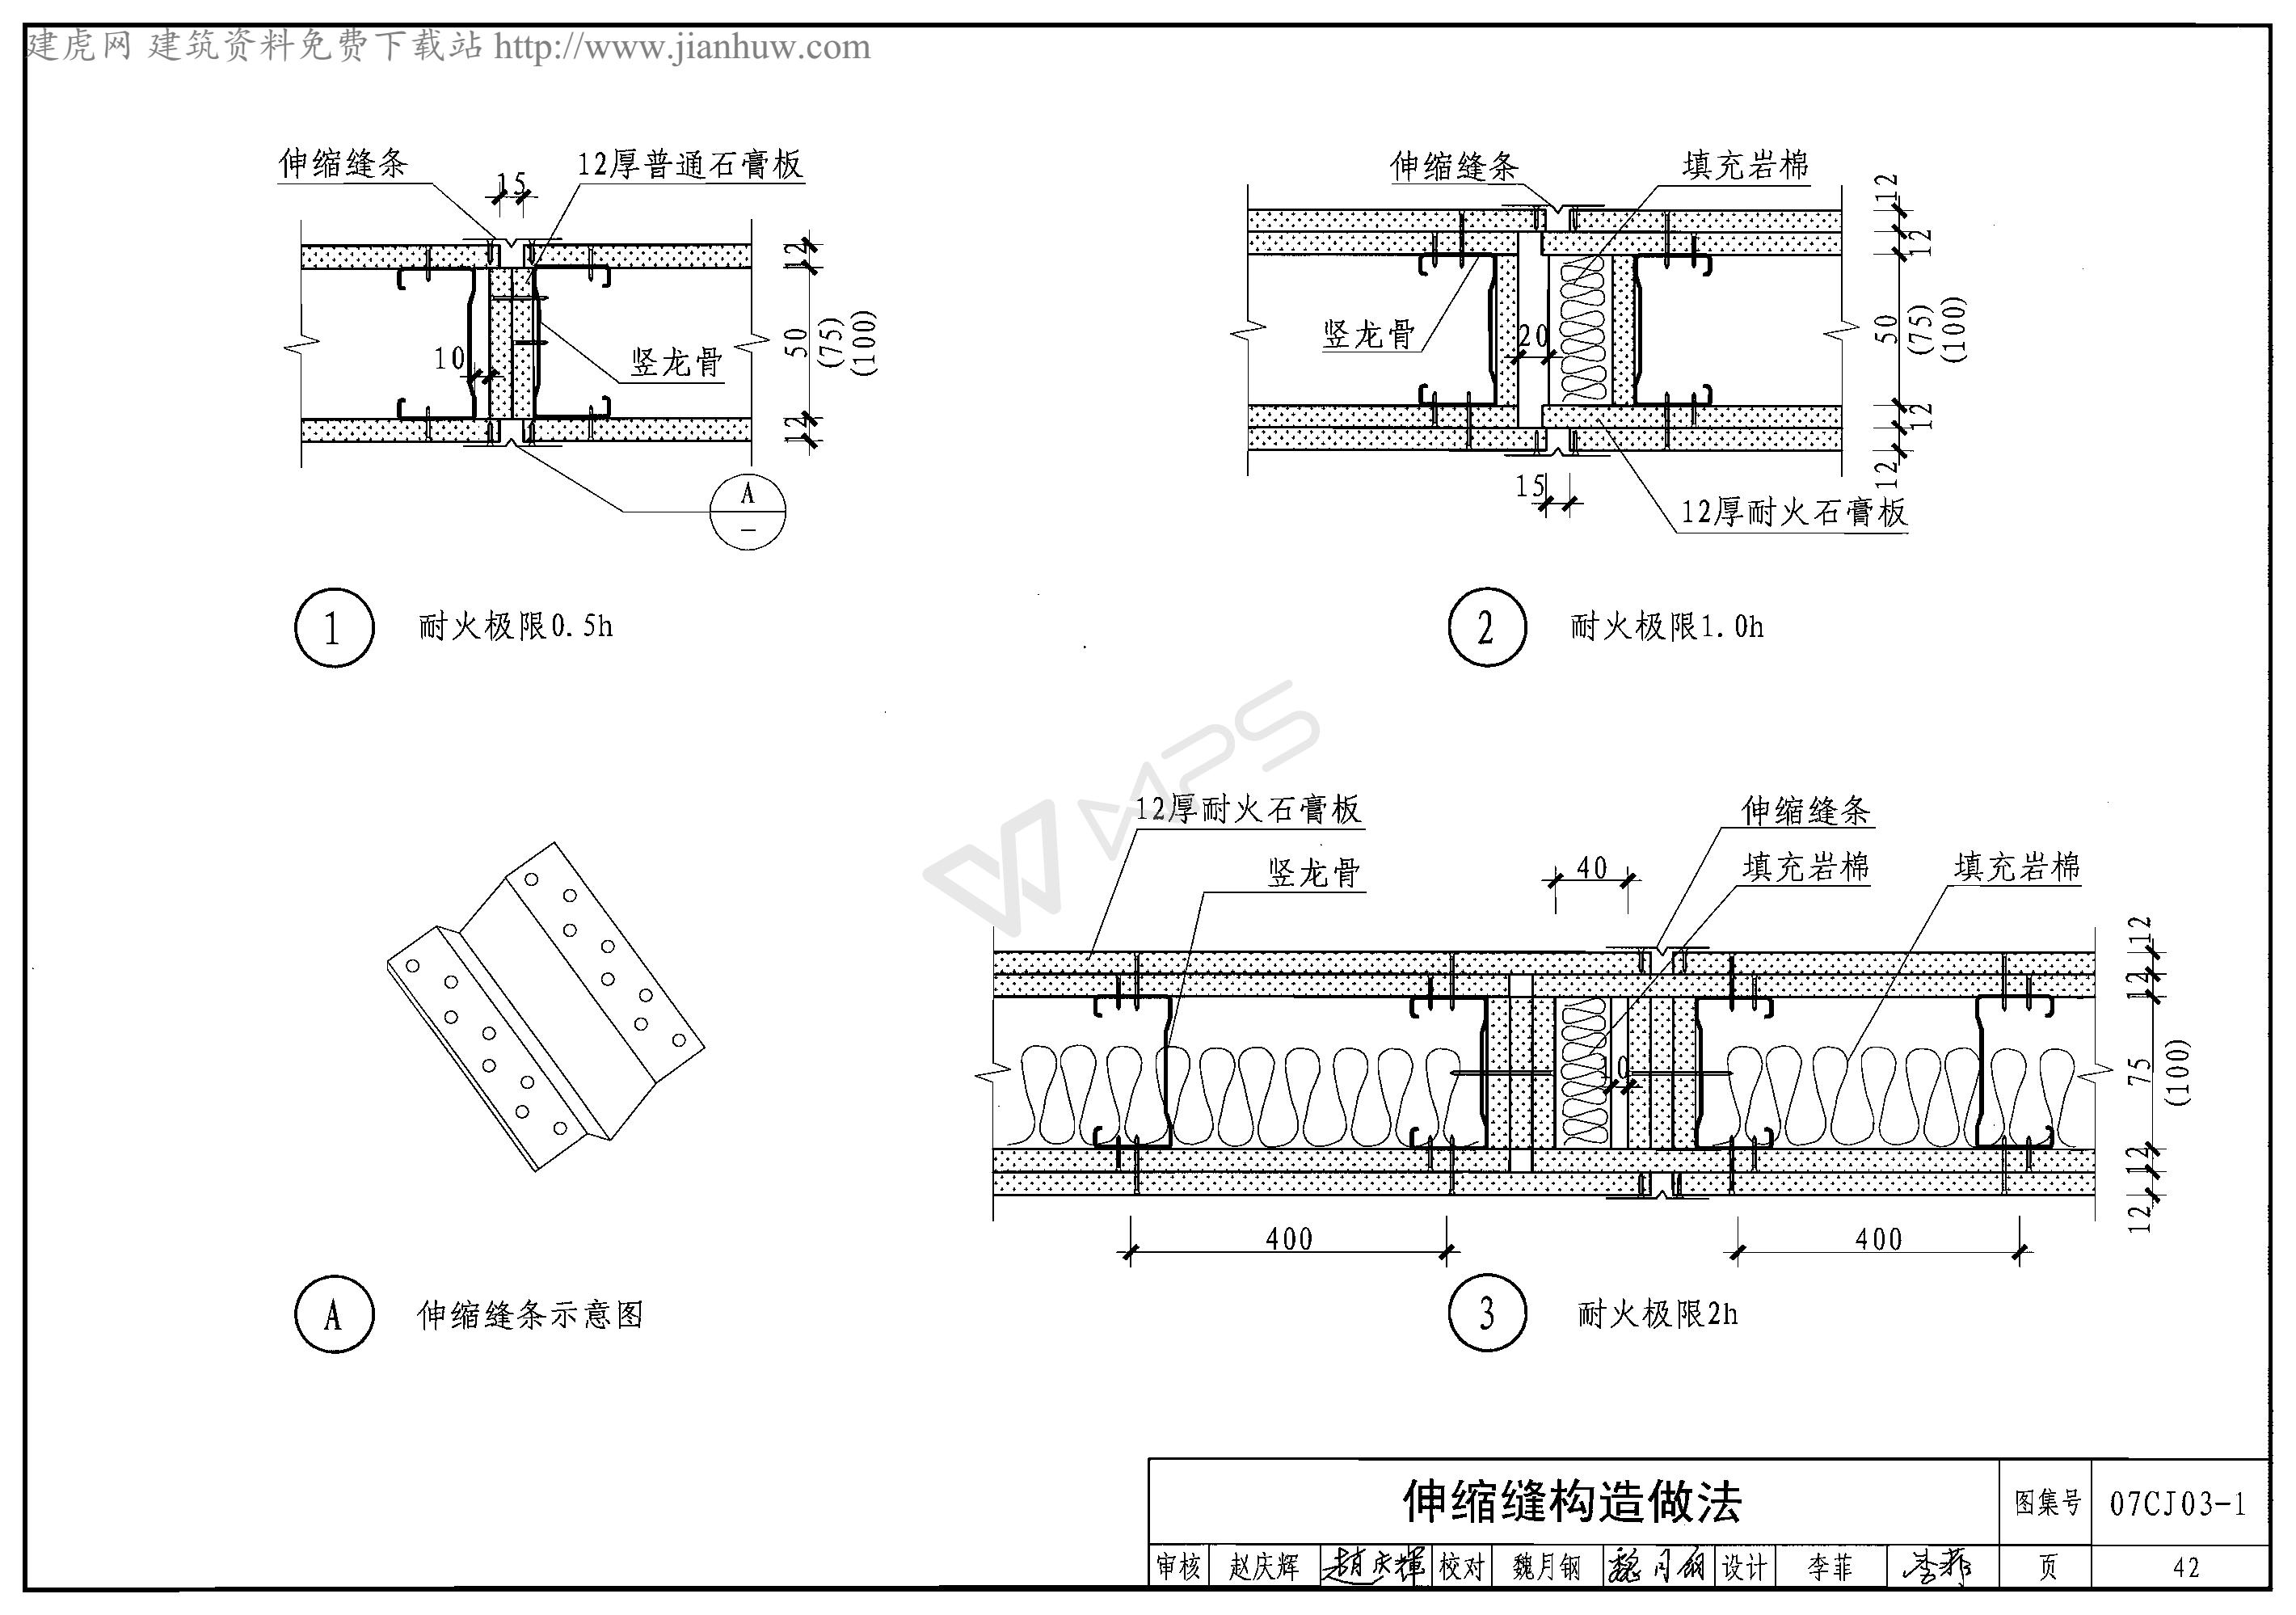 建虎网 建筑资料免费下载站 http://www.jianhuw.com
伸缩缝条
15
12厚普通石膏板
12
50
(75)
(100)
12
10
竖龙骨
A
—
1
耐火极限0.5h
伸缩缝条
填充岩棉
12
12
50
(75)
(100)
12
12
竖龙骨
20
15
12厚耐火石膏板
2
耐火极限1.0h
WPS
12厚耐火石膏板
竖龙骨
40
伸缩缝条
填充岩棉
填充岩棉
12
12
75
(100)
12
12
10
400
400
3
耐火极限2h
A
伸缩缝条示意图
伸缩缝构造做法
图集号
07CJ03-1
审核
赵庆辉
趙庆輝
校对
魏月钢
魏月钢
设计
李菲
李菲
页
42